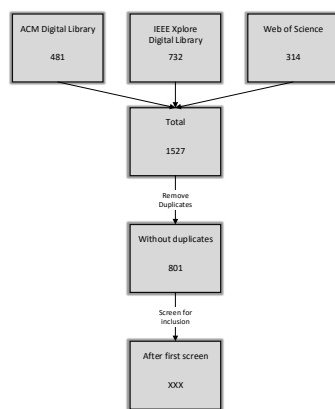 ACM Digital Library
481
IEEE Xplore
Digital Library
732
Web of Science
314
Total
1527
Remove
Duplicates
Without duplicates
801
Screen for
inclusion
After first screen
XXX